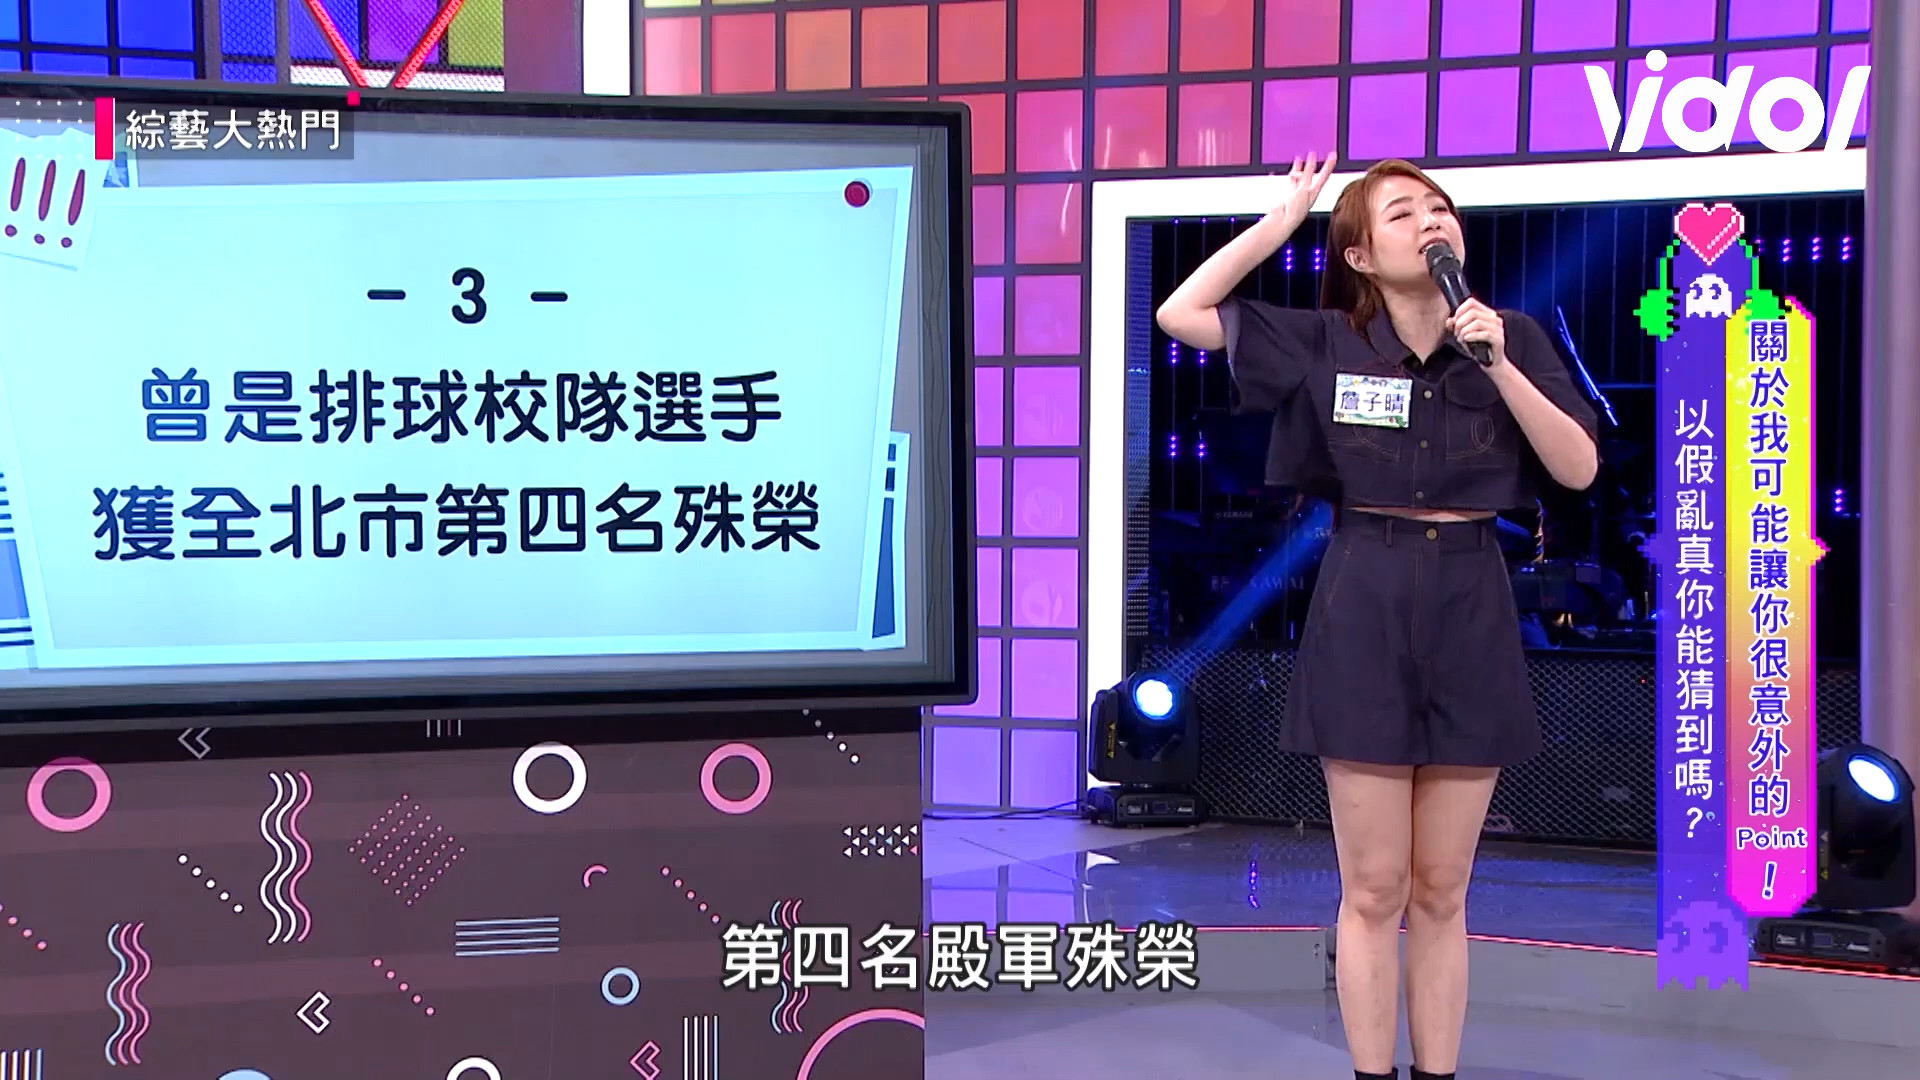 綜藝大熱門
Vidol
!!!
- 3 -
曾是排球校隊選手
獲全北市第四名殊榮
詹子晴
關於我可能讓你很意外的Point!
以假亂真你能猜到嗎?
第四名殿軍殊榮